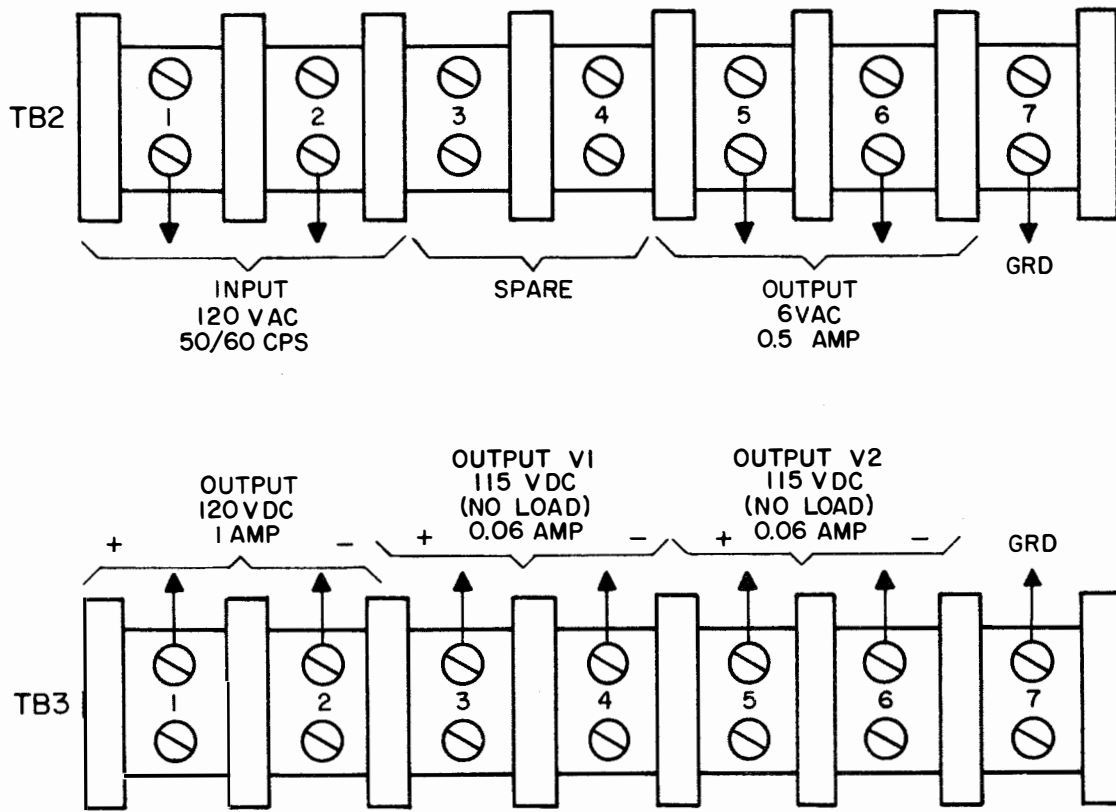 TB2
1 2 3 4 5 6 7
INPUT
120 VAC
50/60 CPS
SPARE
OUTPUT
6VAC
0.5 AMP
GRD
OUTPUT
120 VDC
1 AMP
+ -
OUTPUT V1
115 VDC
(NO LOAD)
0.06 AMP
+ -
OUTPUT V2
115 VDC
(NO LOAD)
0.06 AMP
+ -
GRD
TB3
1 2 3 4 5 6 7